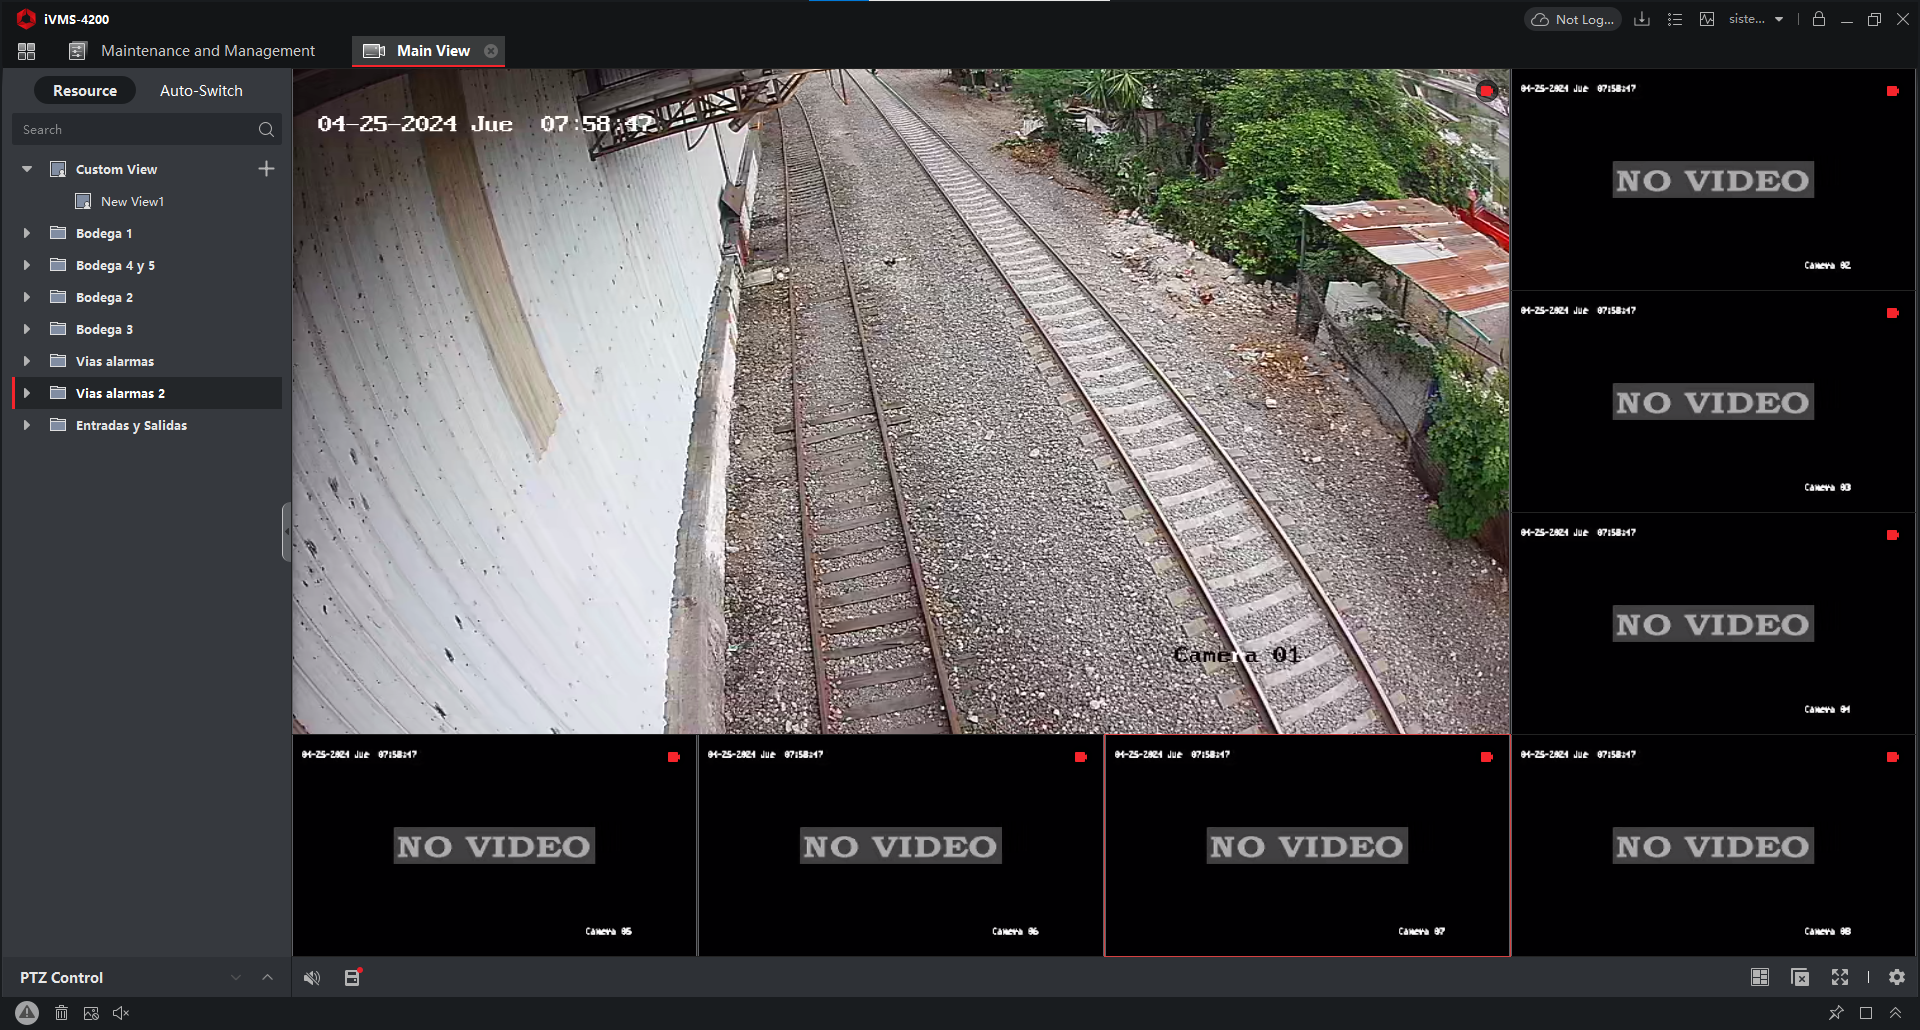 iVMS-4200
Not Log...
siste...
Maintenance and Management
Main View
Resource
Auto-Switch
Search
Custom View
New View1
Bodega 1
Bodega 4 y 5
Bodega 2
Bodega 3
Vias alarmas
Vias alarmas 2
Entradas y Salidas
PTZ Control
04-25-2024 Jue 07:58:47
Camera 01
04-25-2024 Jue 07:58:47
NO VIDEO
Camera 02
04-25-2024 Jue 07:58:47
NO VIDEO
Camera 03
04-25-2024 Jue 07:58:47
NO VIDEO
Camera 04
04-25-2024 Jue 07:58:47
NO VIDEO
Camera 05
04-25-2024 Jue 07:58:47
NO VIDEO
Camera 06
04-25-2024 Jue 07:58:47
NO VIDEO
Camera 07
04-25-2024 Jue 07:58:47
NO VIDEO
Camera 08